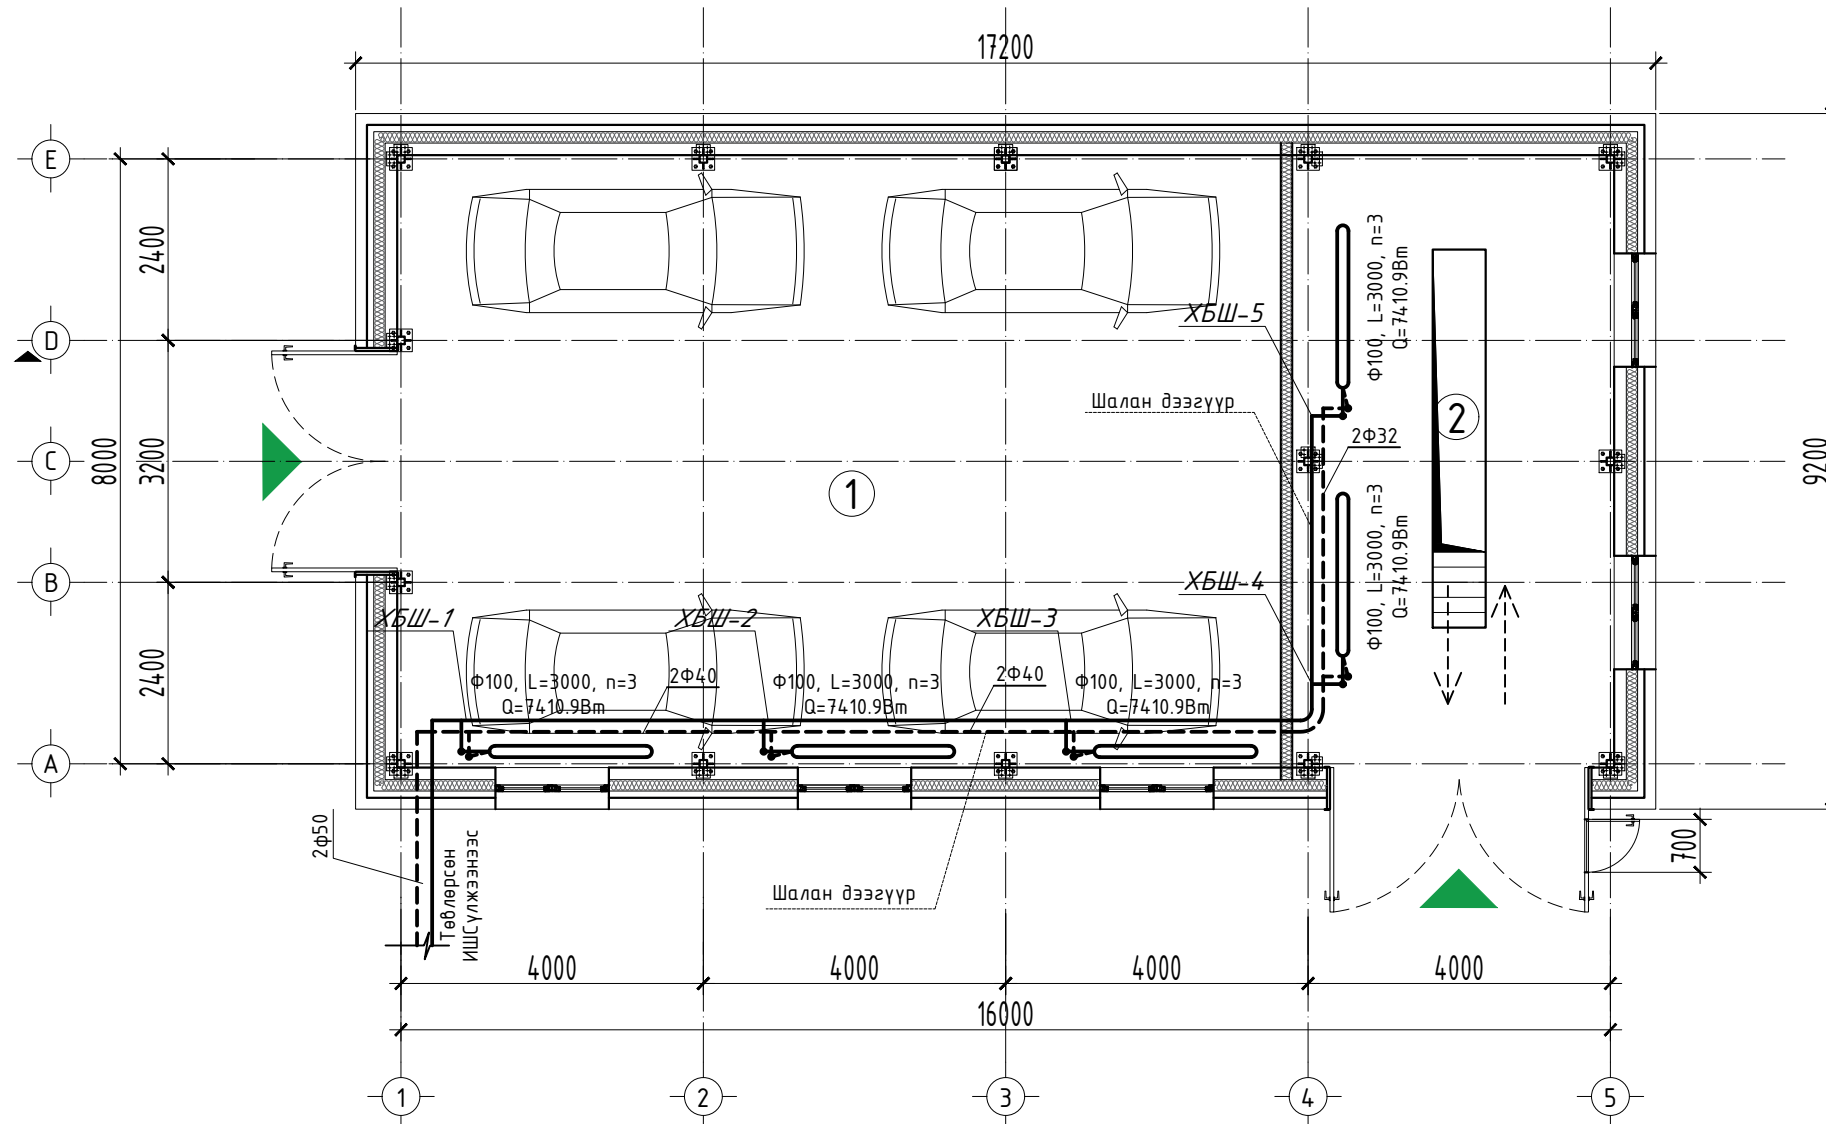 17200
E
2400
D
8000
3200
C
B
2400
A
9200
700
ХБШ-5
Ф100, L=3000, n=3
Q=7410.9Вт
Шалан дээгүүр
2Ф32
2
1
ХБШ-4
Ф100, L=3000, n=3
Q=7410.9Вт
ХБШ-1
ХБШ-2
ХБШ-3
Ф100, L=3000, n=3
Q=7410.9Вт
2Ф40
Ф100, L=3000, n=3
Q=7410.9Вт
2Ф40
Ф100, L=3000, n=3
Q=7410.9Вт
2ф50
Төвлөрсөн
ИШСүлжээнээс
Шалан дээгүүр
4000
4000
4000
4000
16000
1
2
3
4
5